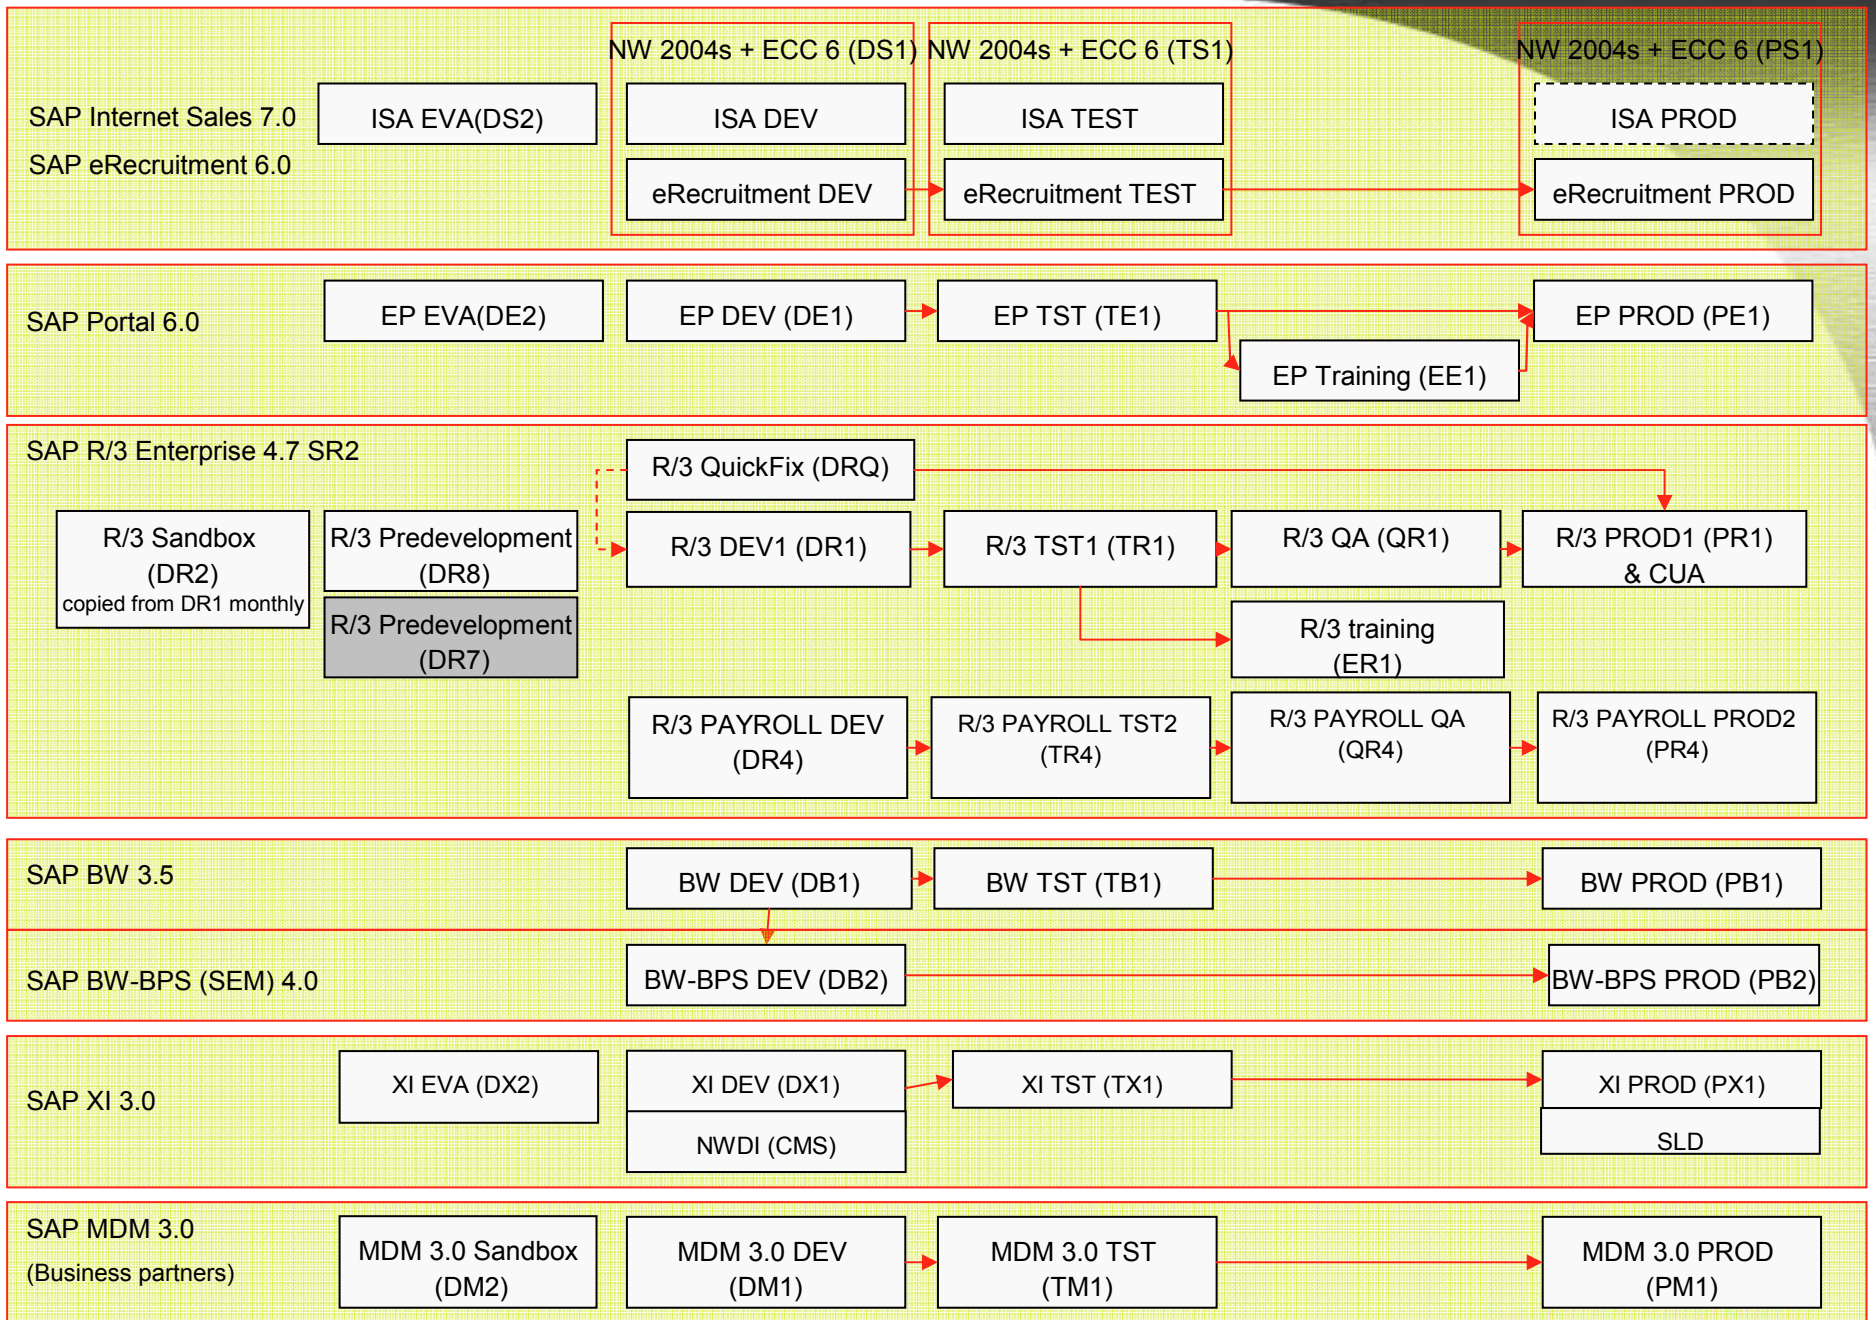 NW 2004s + ECC 6 (DS1)
NW 2004s + ECC 6 (TS1)
NW 2004s + ECC 6 (PS1)
SAP Internet Sales 7.0
ISA EVA(DS2)
ISA DEV
ISA TEST
ISA PROD
SAP eRecruitment 6.0
eRecruitment DEV
eRecruitment TEST
eRecruitment PROD
SAP Portal 6.0
EP EVA(DE2)
EP DEV (DE1)
EP TST (TE1)
EP PROD (PE1)
EP Training (EE1)
SAP R/3 Enterprise 4.7 SR2
R/3 QuickFix (DRQ)
R/3 Sandbox
(DR2)
copied from DR1 monthly
R/3 Predevelopment
(DR8)
R/3 DEV1 (DR1)
R/3 TST1 (TR1)
R/3 QA (QR1)
R/3 PROD1 (PR1)
& CUA
R/3 Predevelopment
(DR7)
R/3 training
(ER1)
R/3 PAYROLL DEV
(DR4)
R/3 PAYROLL TST2
(TR4)
R/3 PAYROLL QA
(QR4)
R/3 PAYROLL PROD2
(PR4)
SAP BW 3.5
BW DEV (DB1)
BW TST (TB1)
BW PROD (PB1)
SAP BW-BPS (SEM) 4.0
BW-BPS DEV (DB2)
BW-BPS PROD (PB2)
SAP XI 3.0
XI EVA (DX2)
XI DEV (DX1)
XI TST (TX1)
XI PROD (PX1)
NWDI (CMS)
SLD
SAP MDM 3.0
(Business partners)
MDM 3.0 Sandbox
(DM2)
MDM 3.0 DEV
(DM1)
MDM 3.0 TST
(TM1)
MDM 3.0 PROD
(PM1)